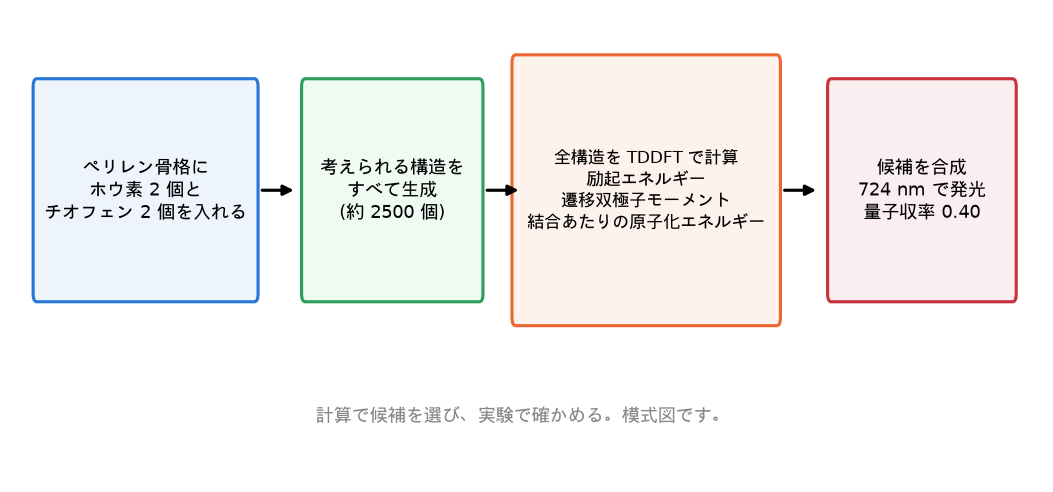 ペリレン骨格に
ホウ素 2 個と
チオフェン 2 個を入れる
考えられる構造を
すべて生成
(約 2500 個)
全構造を TDDFT で計算
励起エネルギー
遷移双極子モーメント
結合あたりの原子化エネルギー
候補を合成
724 nm で発光
量子収率 0.40
計算で候補を選び、実験で確かめる。模式図です。